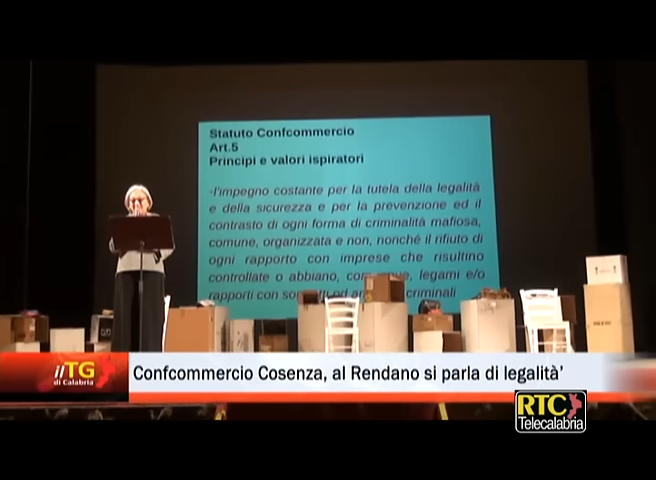 Statuto Confcommercio
Art.5
Principi e valori ispiratori
-l'impegno costante per la tutela della legalità
e della sicurezza e per la prevenzione ed il
contrasto di ogni forma di criminalità mafiosa,
comune, organizzata e non, nonché il rifiuto di
ogni rapporto con imprese che risultino
controllate o abbiano, legami e/o
rapporti con ed criminali
ilTG
di Calabria
Confcommercio Cosenza, al Rendano si parla di legalità'
RTC
Telecalabria